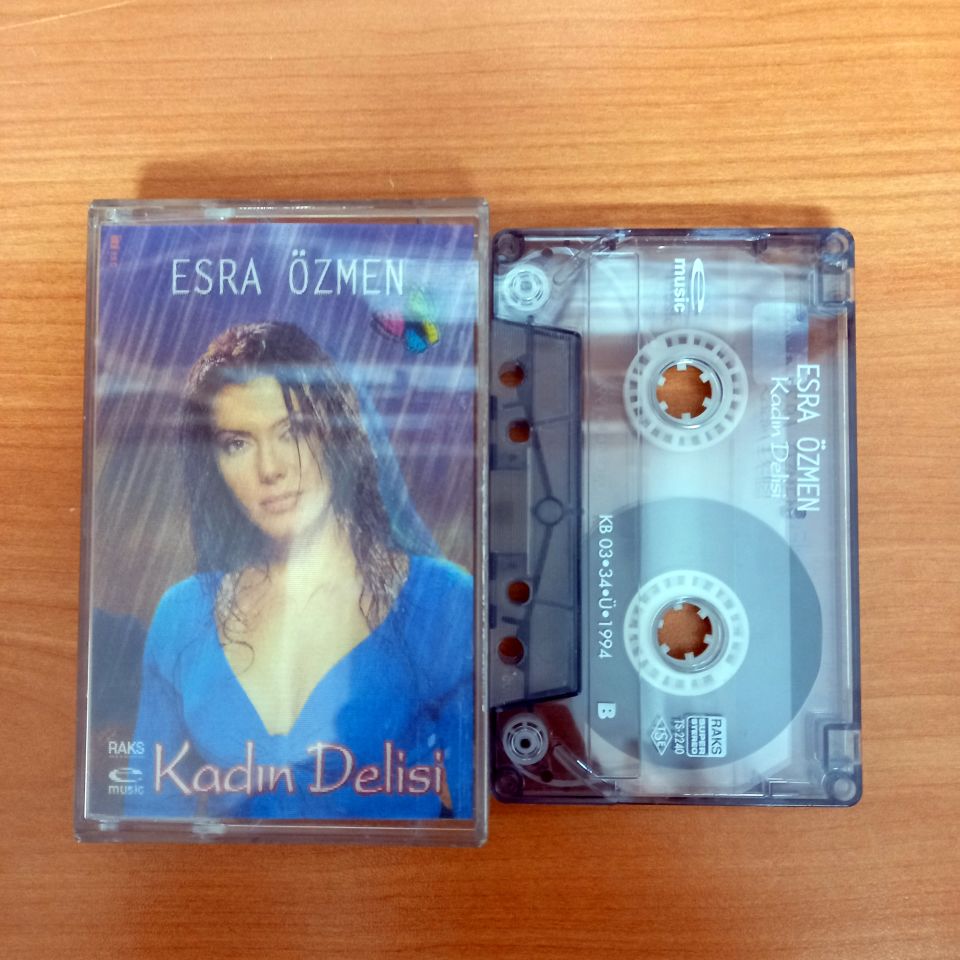 ESRA ÖZMEN
RAKS
music
Kadın Delisi
music
ESRA ÖZMEN
Kadın Delisi
KB 03•34•Ü•1994
B
RAKS
SUPER
STEREO
TS-2240
TSE